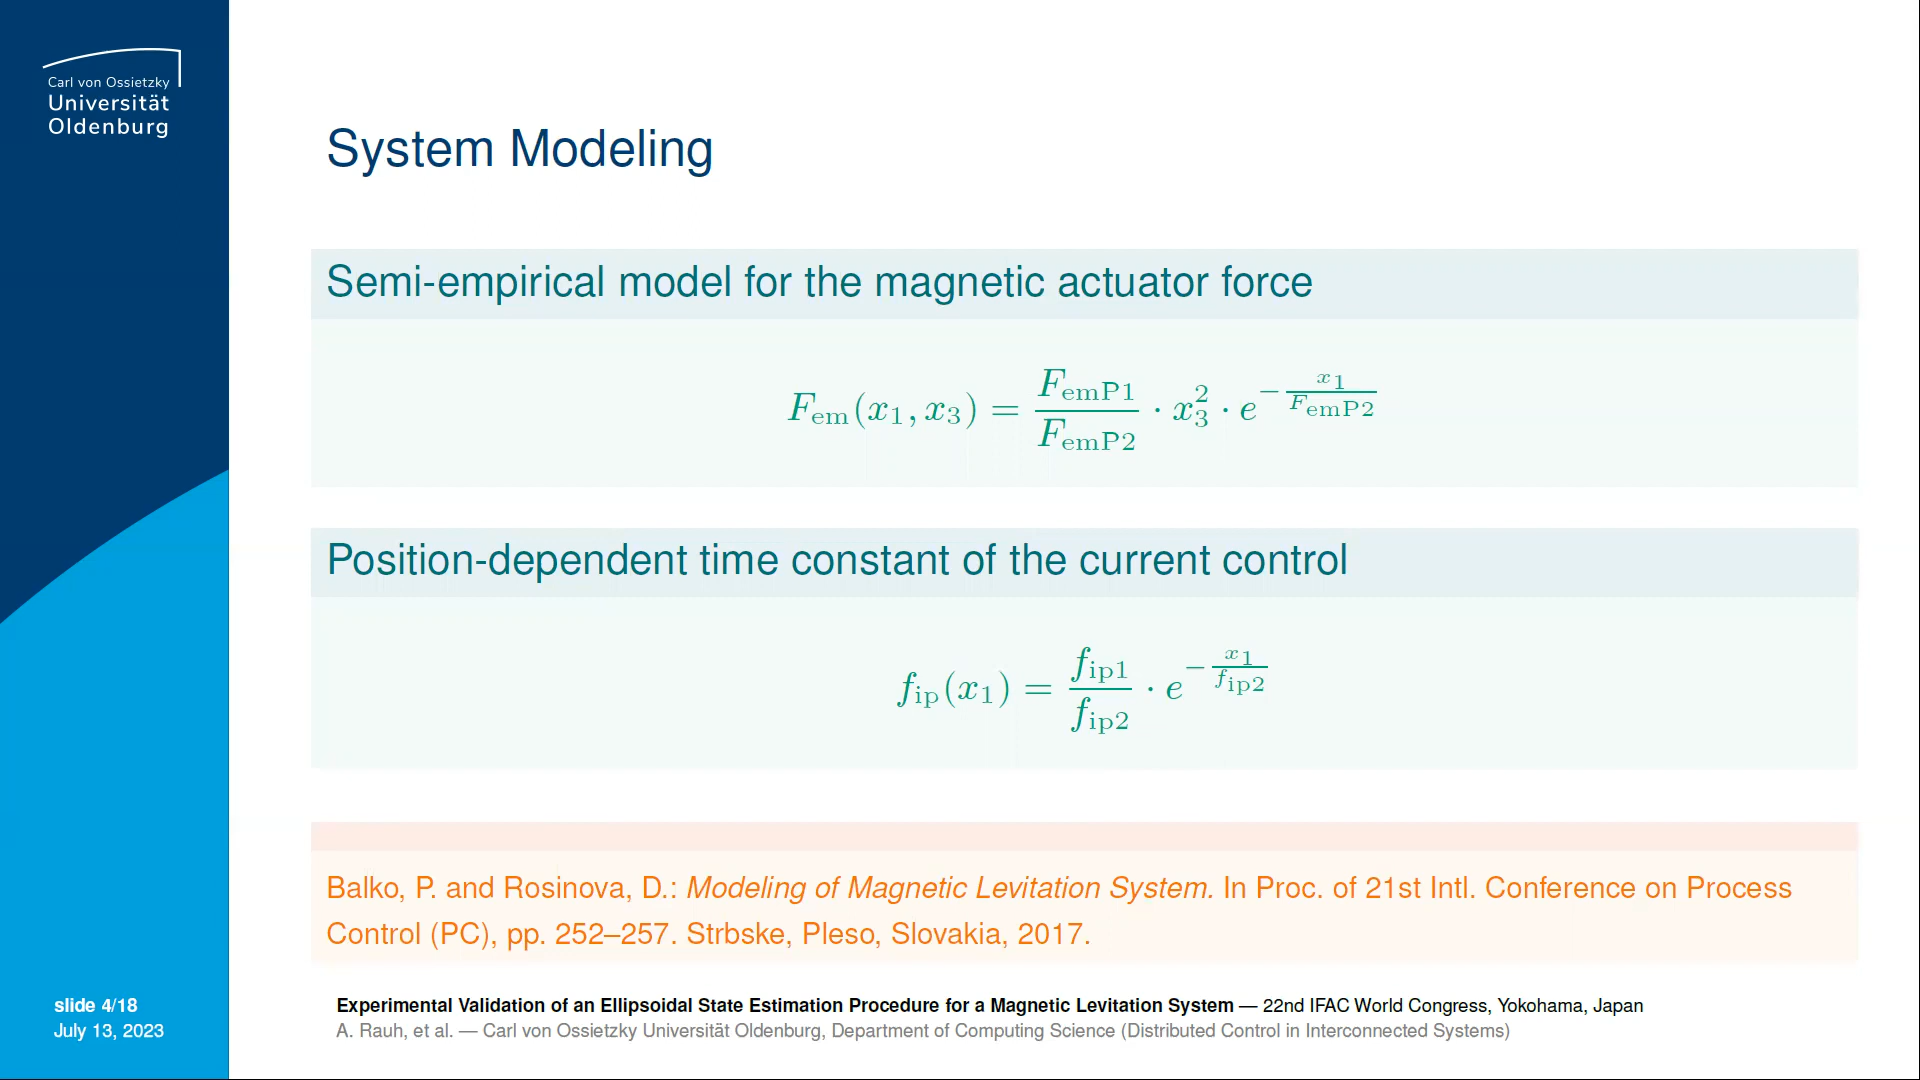 Carl von Ossietzky
Universität
Oldenburg
System Modeling
Semi-empirical model for the magnetic actuator force
F_em(x_1, x_3) = F_emP1 / F_emP2 · x_3^2 · e^{-x_1 / F_emP2}
Position-dependent time constant of the current control
f_ip(x_1) = f_ip1 / f_ip2 · e^{-x_1 / f_ip2}
Balko, P. and Rosinova, D.: Modeling of Magnetic Levitation System. In Proc. of 21st Intl. Conference on Process
Control (PC), pp. 252–257. Strbske, Pleso, Slovakia, 2017.
slide 4/18
July 13, 2023
Experimental Validation of an Ellipsoidal State Estimation Procedure for a Magnetic Levitation System — 22nd IFAC World Congress, Yokohama, Japan
A. Rauh, et al. — Carl von Ossietzky Universität Oldenburg, Department of Computing Science (Distributed Control in Interconnected Systems)